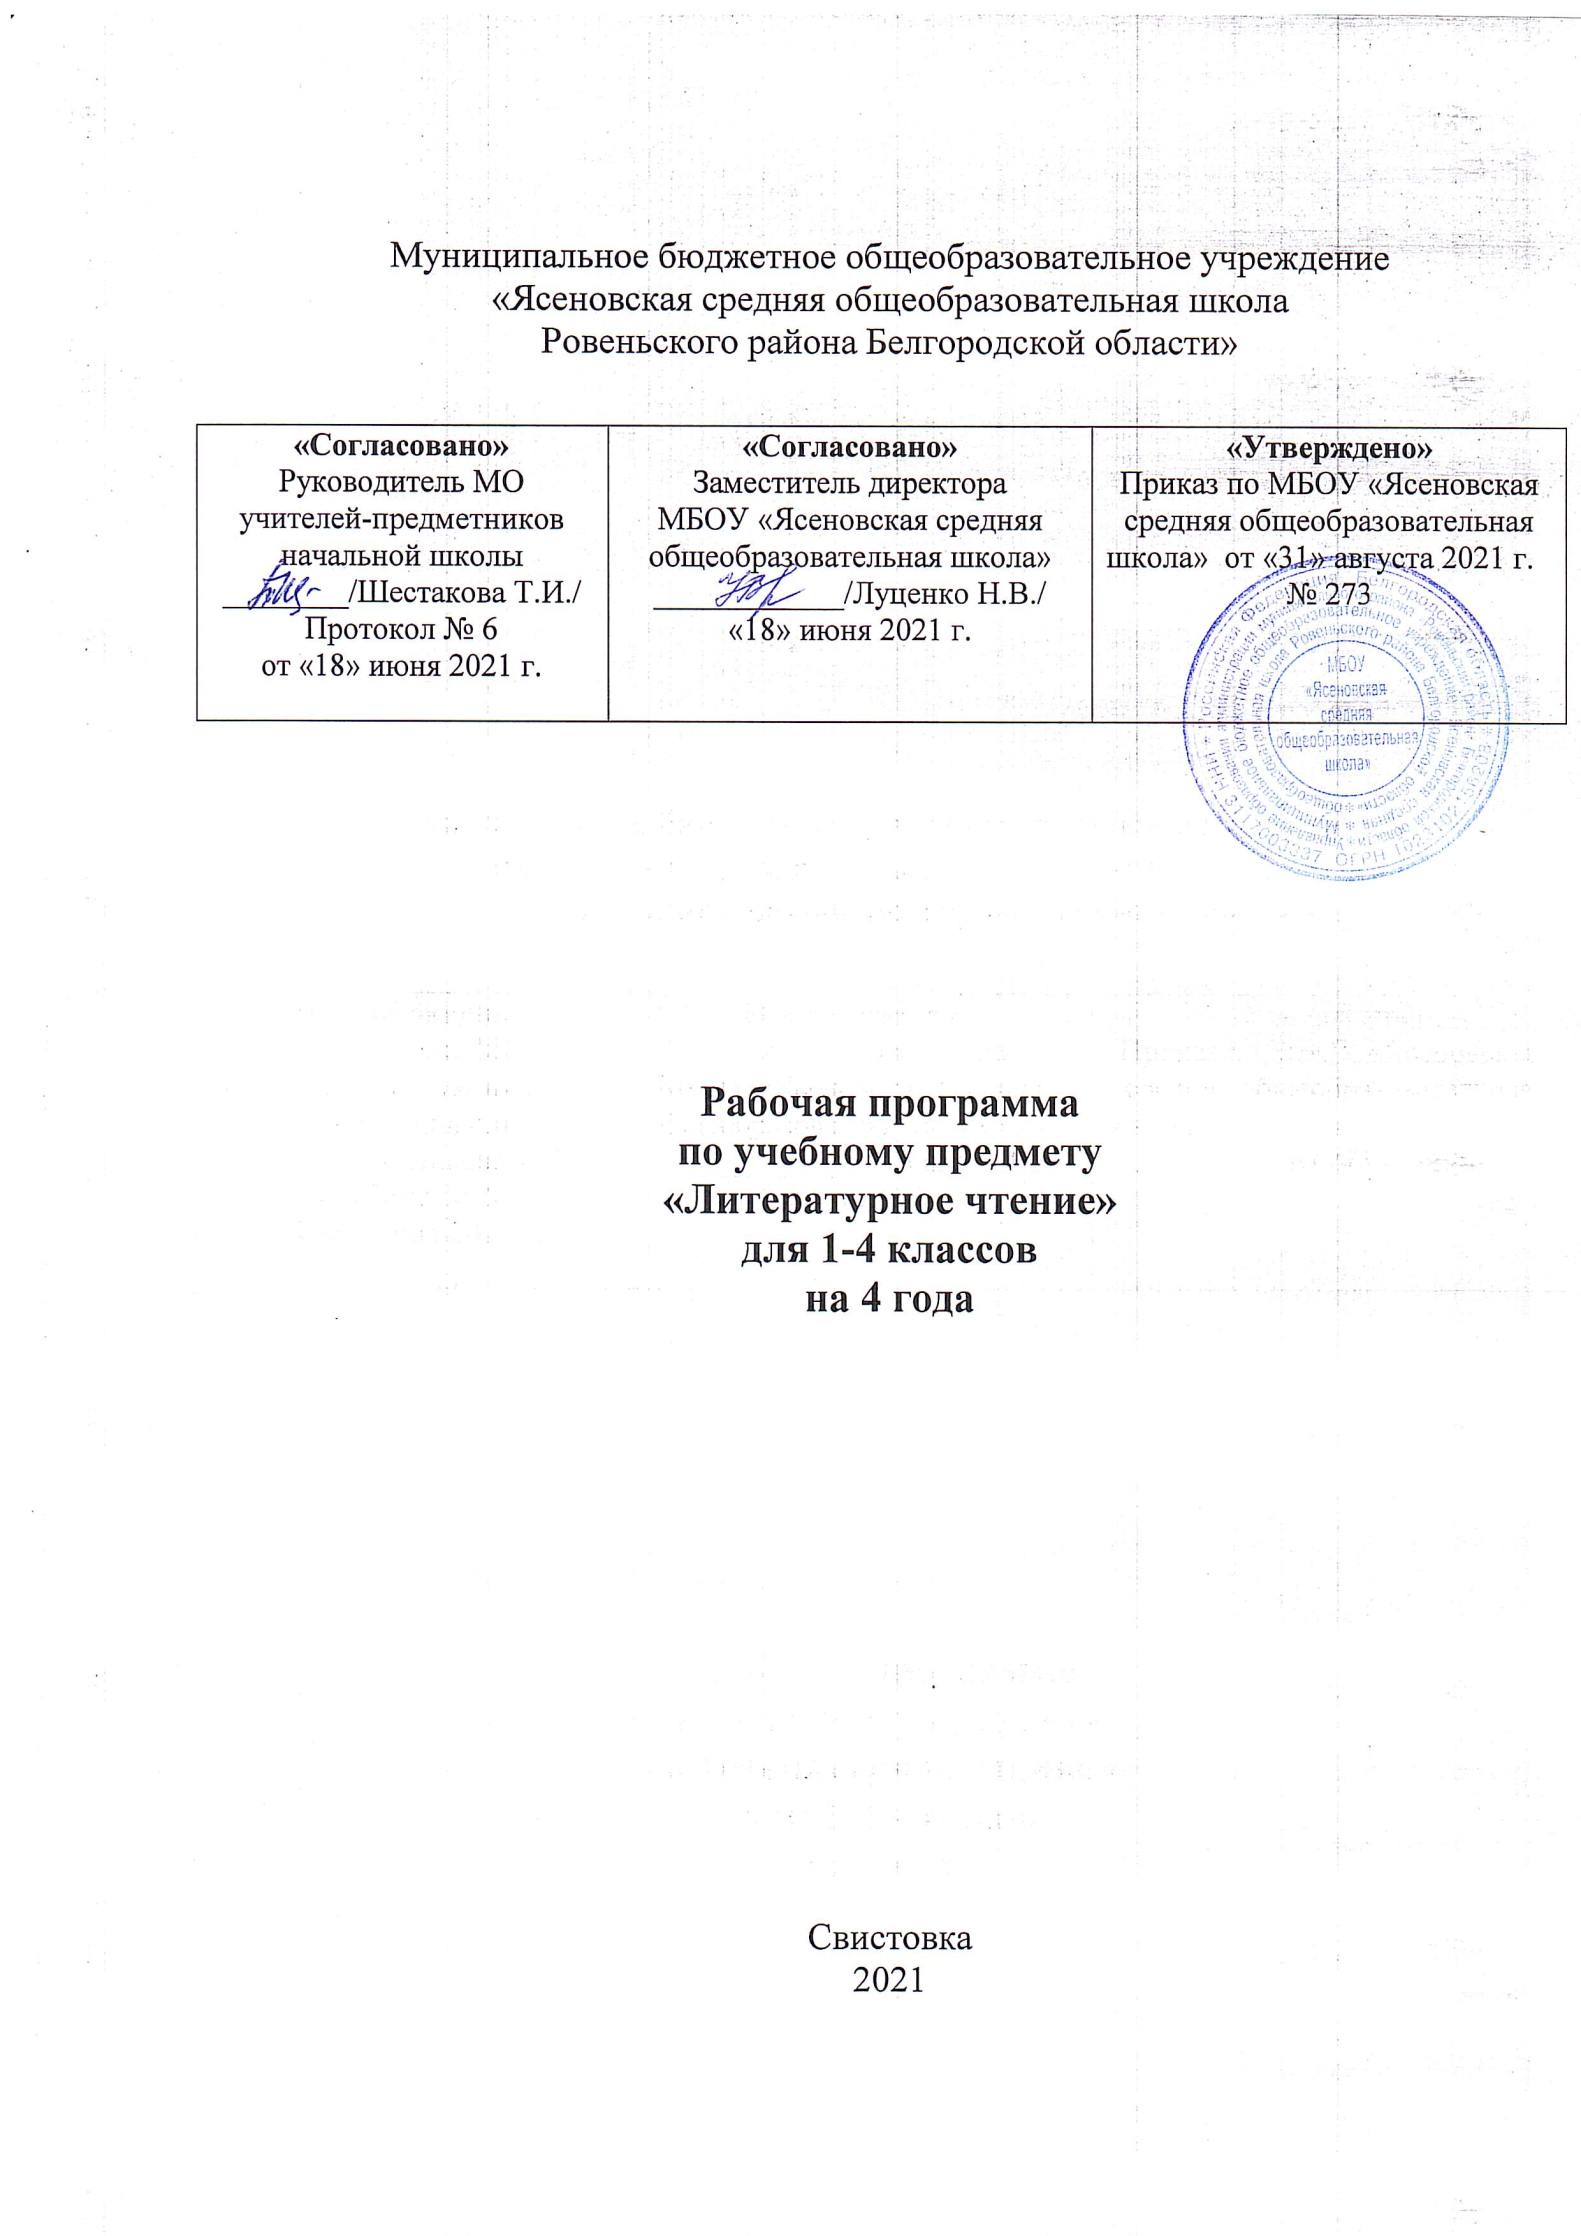 Муниципальное бюджетное общеобразовательное учреждение
«Ясеновская средняя общеобразовательная школа
Ровеньского района Белгородской области»
«Согласовано»
Руководитель МО
учителей-предметников
начальной школы
/Шестакова Т.И./
Протокол № 6
от «18» июня 2021 г.
«Согласовано»
Заместитель директора
МБОУ «Ясеновская средняя
общеобразовательная школа»
/Луценко Н.В./
«18» июня 2021 г.
«Утверждено»
Приказ по МБОУ «Ясеновская
средняя общеобразовательная
школа» от «31» августа 2021 г.
№ 273
МБОУ
«Ясеновская
средняя
общеобразовательная
школа»
Рабочая программа
по учебному предмету
«Литературное чтение»
для 1-4 классов
на 4 года
Свистовка
2021